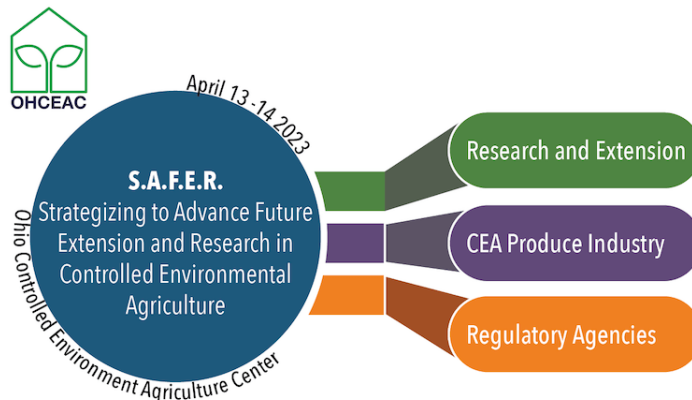 OHCEAC
April 13-14 2023
S.A.F.E.R.
Strategizing to Advance Future
Extension and Research in
Controlled Environmental
Agriculture
Ohio Controlled Environment Agriculture Center
Research and Extension
CEA Produce Industry
Regulatory Agencies